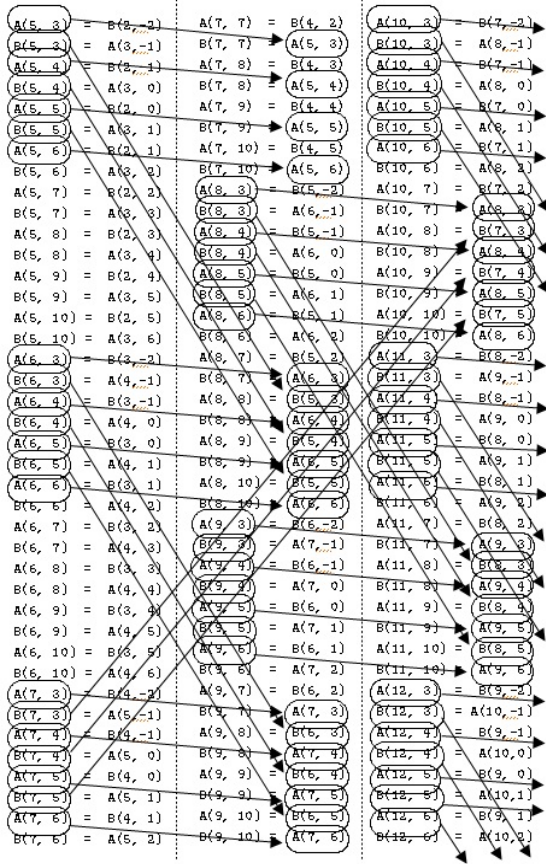 A(5, 3) = B(2,-2)
B(5, 3) = A(3,-1)
A(5, 4) = B(2,-1)
B(5, 4) = A(3, 0)
A(5, 5) = B(2, 0)
B(5, 5) = A(3, 1)
A(5, 6) = B(2, 1)
B(5, 6) = A(3, 2)
A(5, 7) = B(2, 2)
B(5, 7) = A(3, 3)
A(5, 8) = B(2, 3)
B(5, 8) = A(3, 4)
A(5, 9) = B(2, 4)
B(5, 9) = A(3, 5)
A(5, 10) = B(2, 5)
B(5, 10) = A(3, 6)
A(6, 3) = B(3,-2)
B(6, 3) = A(4,-1)
A(6, 4) = B(3,-1)
B(6, 4) = A(4, 0)
A(6, 5) = B(3, 0)
B(6, 5) = A(4, 1)
A(6, 6) = B(3, 1)
B(6, 6) = A(4, 2)
A(6, 7) = B(3, 2)
B(6, 7) = A(4, 3)
A(6, 8) = B(3, 3)
B(6, 8) = A(4, 4)
A(6, 9) = B(3, 4)
B(6, 9) = A(4, 5)
A(6, 10) = B(3, 5)
B(6, 10) = A(4, 6)
A(7, 3) = B(4,-2)
B(7, 3) = A(5,-1)
A(7, 4) = B(4,-1)
B(7, 4) = A(5, 0)
A(7, 5) = B(4, 0)
B(7, 5) = A(5, 1)
A(7, 6) = B(4, 1)
B(7, 6) = A(5, 2)
A(7, 7) = B(4, 2)
B(7, 7) = A(5, 3)
A(7, 8) = B(4, 3)
B(7, 8) = A(5, 4)
A(7, 9) = B(4, 4)
B(7, 9) = A(5, 5)
A(7, 10) = B(4, 5)
B(7, 10) = A(5, 6)
A(8, 3) = B(5,-2)
B(8, 3) = A(6,-1)
A(8, 4) = B(5,-1)
B(8, 4) = A(6, 0)
A(8, 5) = B(5, 0)
B(8, 5) = A(6, 1)
A(8, 6) = B(5, 1)
B(8, 6) = A(6, 2)
A(8, 7) = B(5, 2)
B(8, 7) = A(6, 3)
A(8, 8) = B(5, 3)
B(8, 8) = A(6, 4)
A(8, 9) = B(5, 4)
B(8, 9) = A(6, 5)
A(8, 10) = B(5, 5)
B(8, 10) = A(6, 6)
A(9, 3) = B(6,-2)
B(9, 3) = A(7,-1)
A(9, 4) = B(6,-1)
B(9, 4) = A(7, 0)
A(9, 5) = B(6, 0)
B(9, 5) = A(7, 1)
A(9, 6) = B(6, 1)
B(9, 6) = A(7, 2)
A(9, 7) = B(6, 2)
B(9, 7) = A(7, 3)
A(9, 8) = B(6, 3)
B(9, 8) = A(7, 4)
A(9, 9) = B(6, 4)
B(9, 9) = A(7, 5)
A(9, 10) = B(6, 5)
B(9, 10) = A(7, 6)
A(10, 3) = B(7,-2)
B(10, 3) = A(8,-1)
A(10, 4) = B(7,-1)
B(10, 4) = A(8, 0)
A(10, 5) = B(7, 0)
B(10, 5) = A(8, 1)
A(10, 6) = B(7, 1)
B(10, 6) = A(8, 2)
A(10, 7) = B(7, 2)
B(10, 7) = A(8, 3)
A(10, 8) = B(7, 3)
B(10, 8) = A(8, 4)
A(10, 9) = B(7, 4)
B(10, 9) = A(8, 5)
A(10, 10) = B(7, 5)
B(10, 10) = A(8, 6)
A(11, 3) = B(8,-2)
B(11, 3) = A(9,-1)
A(11, 4) = B(8,-1)
B(11, 4) = A(9, 0)
A(11, 5) = B(8, 0)
B(11, 5) = A(9, 1)
A(11, 6) = B(8, 1)
B(11, 6) = A(9, 2)
A(11, 7) = B(8, 2)
B(11, 7) = A(9, 3)
A(11, 8) = B(8, 3)
B(11, 8) = A(9, 4)
A(11, 9) = B(8, 4)
B(11, 9) = A(9, 5)
A(11, 10) = B(8, 5)
B(11, 10) = A(9, 6)
A(12, 3) = B(9,-2)
B(12, 3) = A(10,-1)
A(12, 4) = B(9,-1)
B(12, 4) = A(10,0)
A(12, 5) = B(9, 0)
B(12, 5) = A(10,1)
A(12, 6) = B(9, 1)
B(12, 6) = A(10,2)